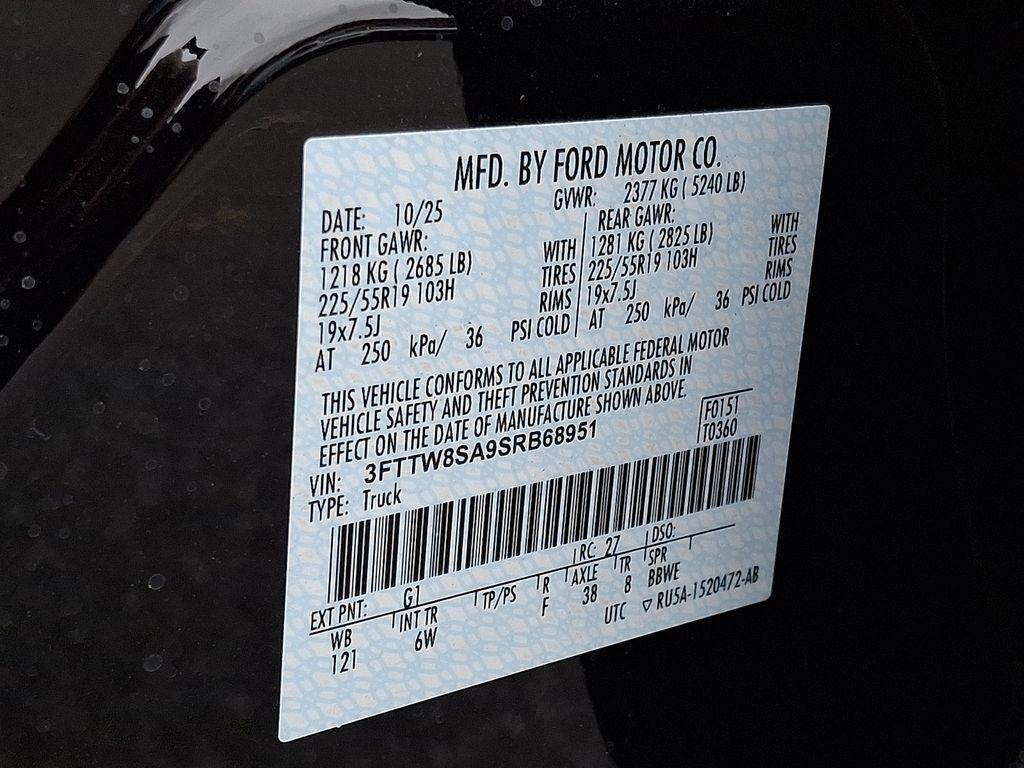 MFD. BY FORD MOTOR CO.
DATE: 10/25 GVWR: 2377 KG ( 5240 LB)
FRONT GAWR: REAR GAWR:
1218 KG ( 2685 LB) WITH 1281 KG ( 2825 LB) WITH
225/55R19 103H TIRES 225/55R19 103H TIRES
19x7.5J RIMS 19x7.5J RIMS
AT 250 kPa/ 36 PSI COLD AT 250 kPa/ 36 PSI COLD
THIS VEHICLE CONFORMS TO ALL APPLICABLE FEDERAL MOTOR
VEHICLE SAFETY AND THEFT PREVENTION STANDARDS IN
EFFECT ON THE DATE OF MANUFACTURE SHOWN ABOVE.
VIN: 3FTTW8SA9SRB68951 F0151
TYPE: Truck T0360
EXT PNT: G1 RC: 27 DSO:
WB INT TR TP/PS R AXLE TR SPR
121 6W F 38 8 BBWE
UTC ▽ RU5A-1520472-AB